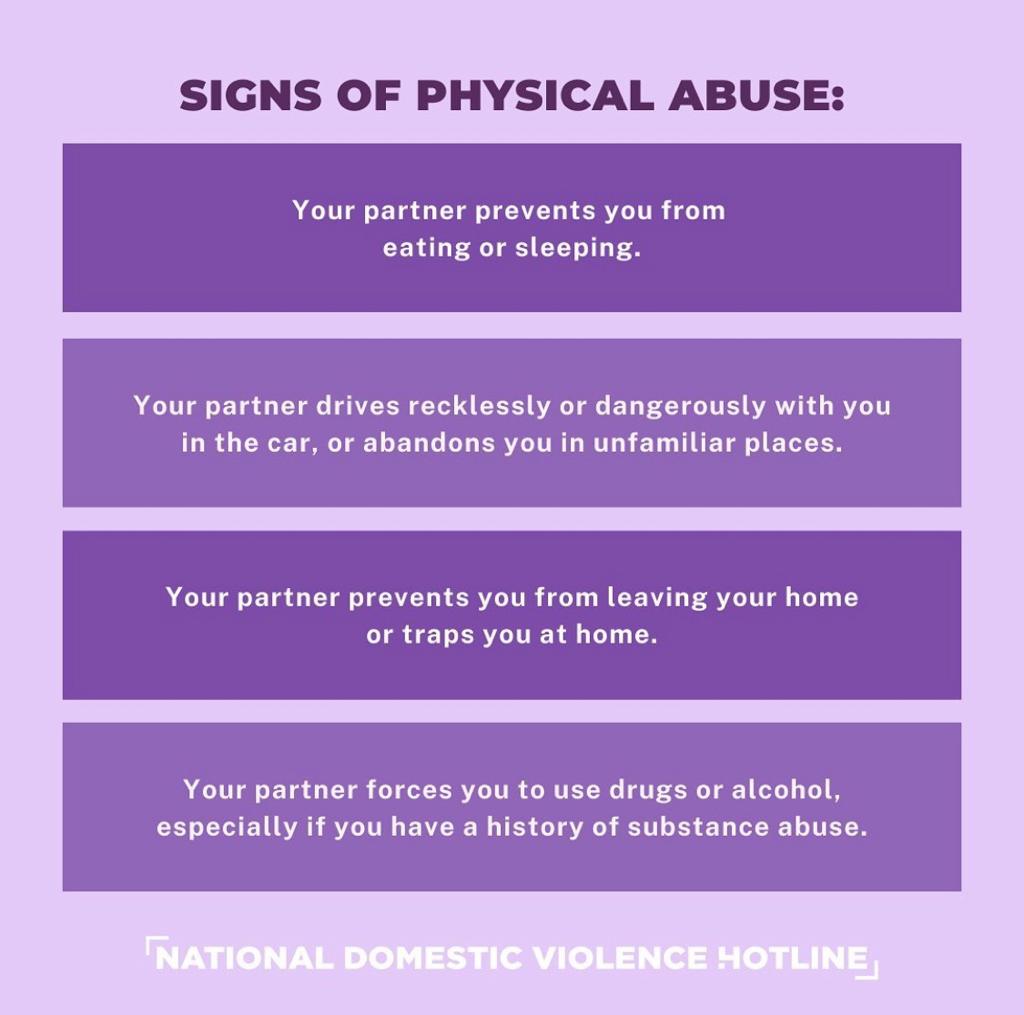 SIGNS OF PHYSICAL ABUSE:
Your partner prevents you from
eating or sleeping.
Your partner drives recklessly or dangerously with you
in the car, or abandons you in unfamiliar places.
Your partner prevents you from leaving your home
or traps you at home.
Your partner forces you to use drugs or alcohol,
especially if you have a history of substance abuse.
NATIONAL DOMESTIC VIOLENCE HOTLINE